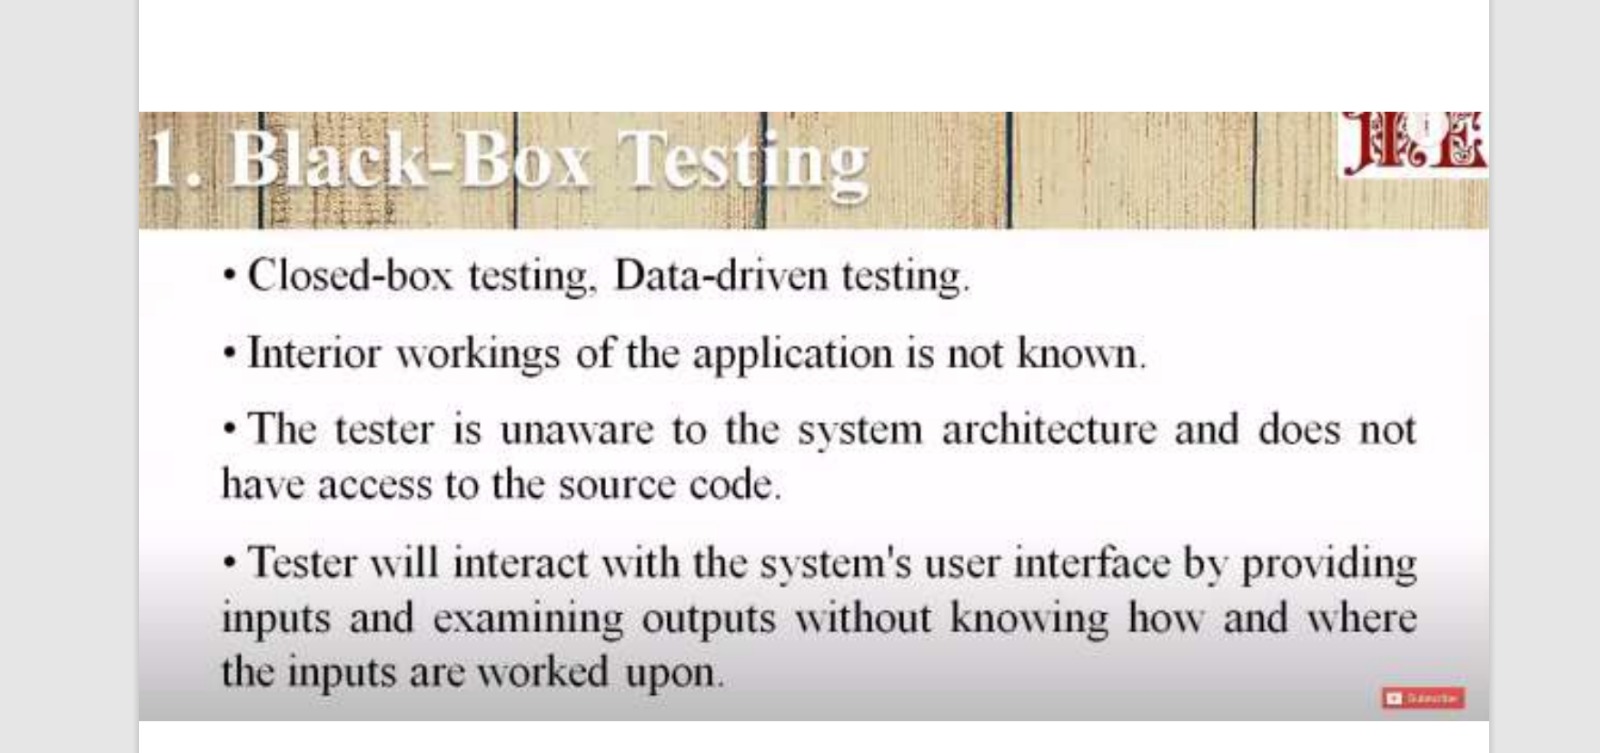 1. Black-Box Testing
• Closed-box testing, Data-driven testing.
• Interior workings of the application is not known.
• The tester is unaware to the system architecture and does not
have access to the source code.
• Tester will interact with the system's user interface by providing
inputs and examining outputs without knowing how and where
the inputs are worked upon.
Subscribe